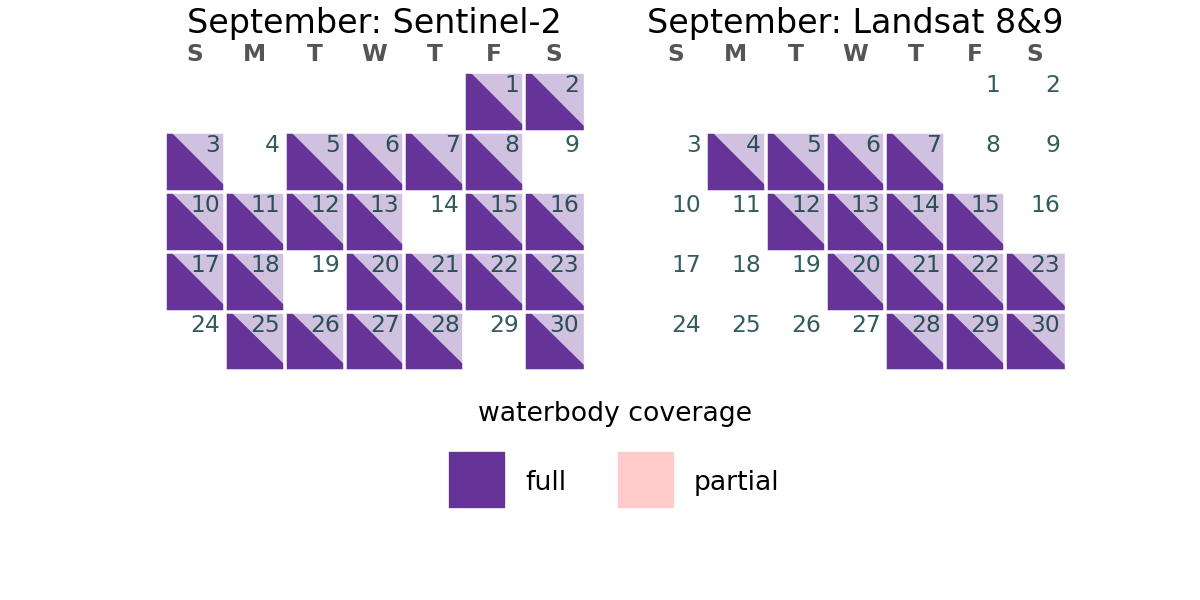 September: Sentinel-2
S M T W T F S
1 2
3 4 5 6 7 8 9
10 11 12 13 14 15 16
17 18 19 20 21 22 23
24 25 26 27 28 29 30
September: Landsat 8&9
S M T W T F S
1 2
3 4 5 6 7 8 9
10 11 12 13 14 15 16
17 18 19 20 21 22 23
24 25 26 27 28 29 30
waterbody coverage
full
partial